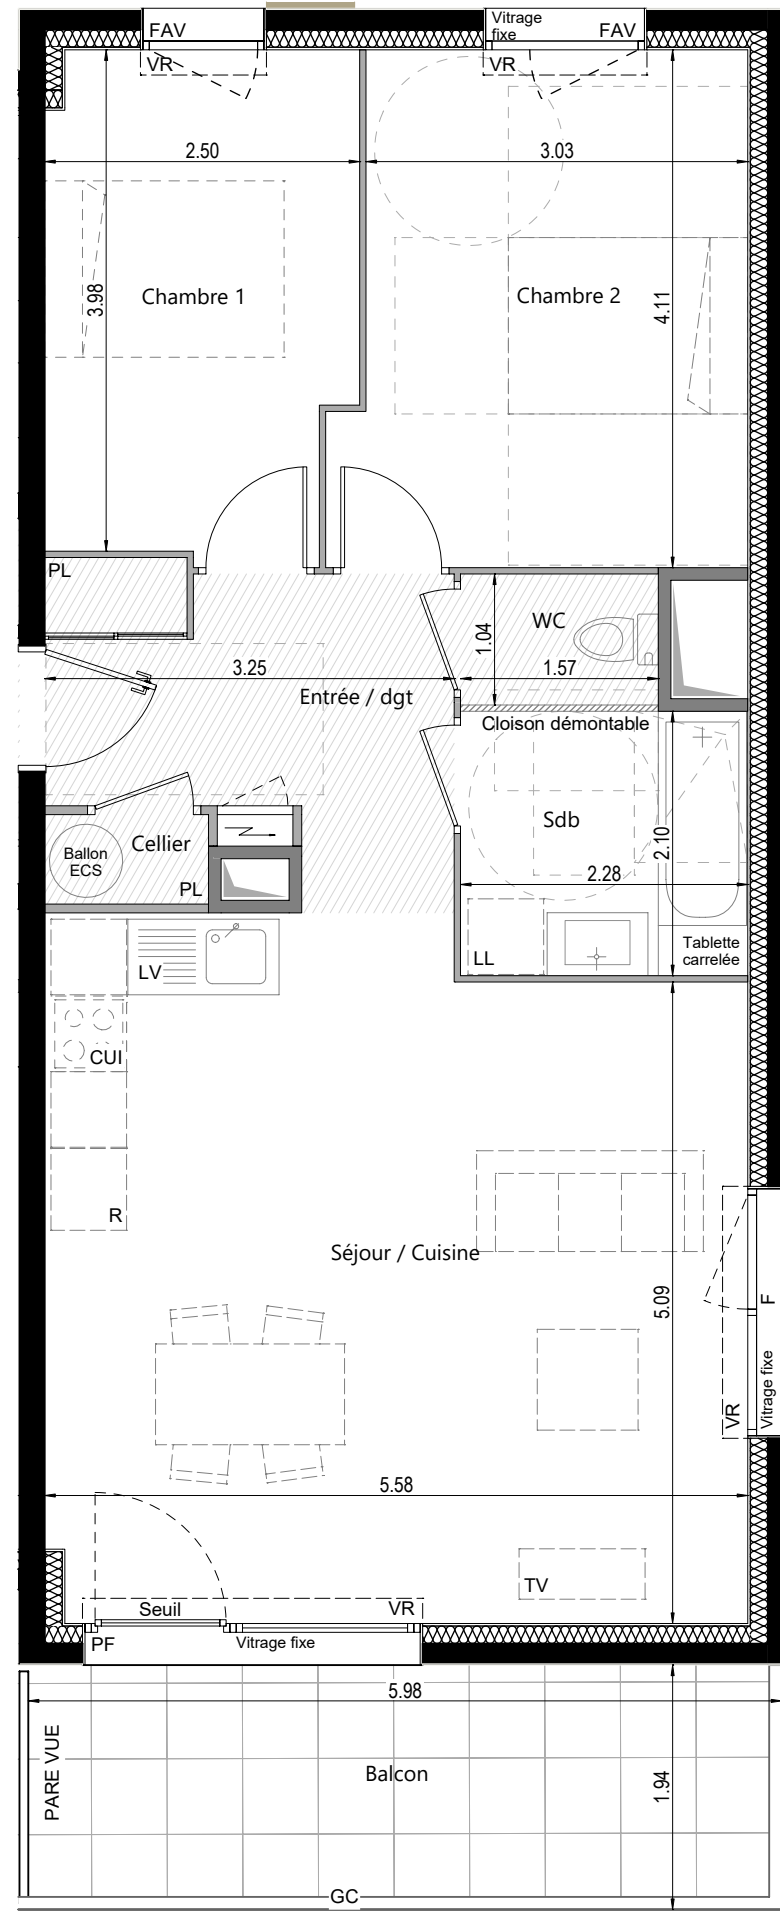 FAV
Vitrage
fixe
FAV
VR
VR
2.50
3.03
3.98
Chambre 1
Chambre 2
4.11
PL
WC
1.04
3.25
1.57
Entrée / dgt
Cloison démontable
Sdb
2.10
Cellier
Ballon
ECS
2.28
PL
Tablette
carrelée
LL
LV
CUI
R
Séjour / Cuisine
5.09
F
Vitrage fixe
VR
5.58
TV
Seuil
VR
PF
Vitrage fixe
5.98
PARE VUE
Balcon
1.94
GC